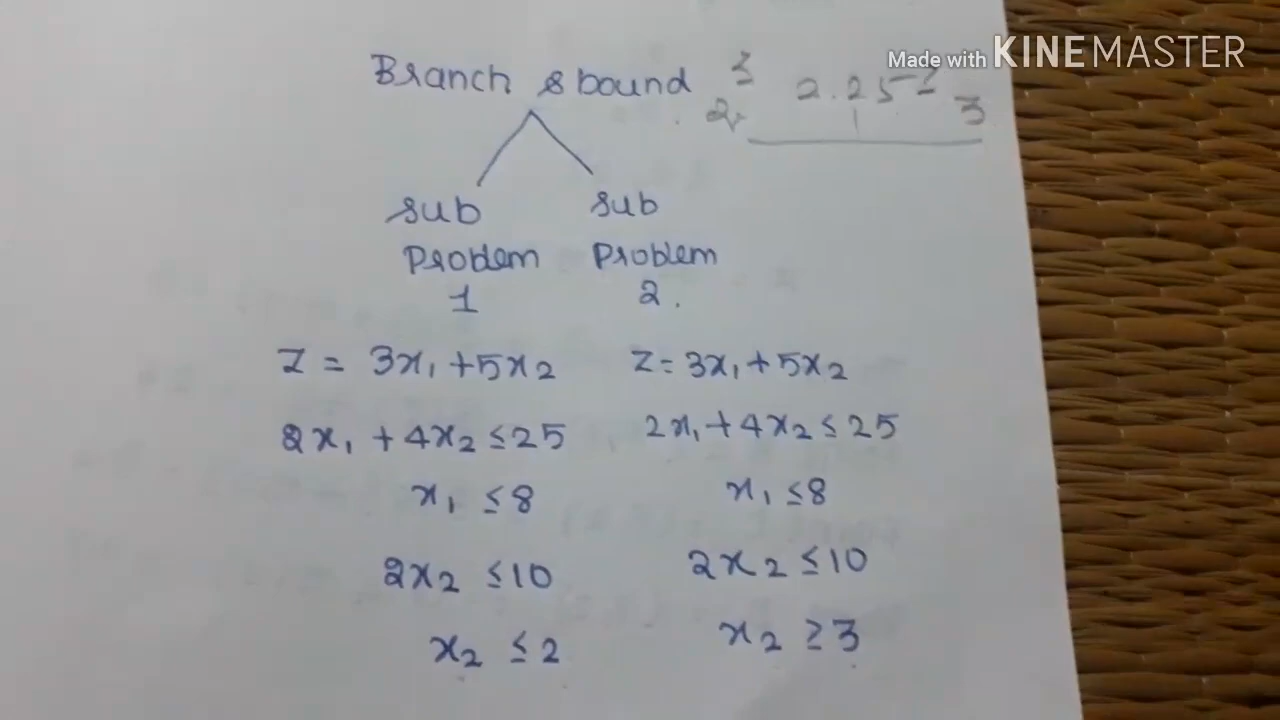 Made with KINEMASTER
Branch & bound
3 2.25 2
2 3
sub sub
Problem Problem
1 2.
Z = 3x₁ + 5x₂ Z = 3x₁ + 5x₂
2x₁ + 4x₂ ≤ 25 2x₁ + 4x₂ ≤ 25
x₁ ≤ 8 x₁ ≤ 8
2x₂ ≤ 10 2x₂ ≤ 10
x₂ ≤ 2 x₂ ≥ 3